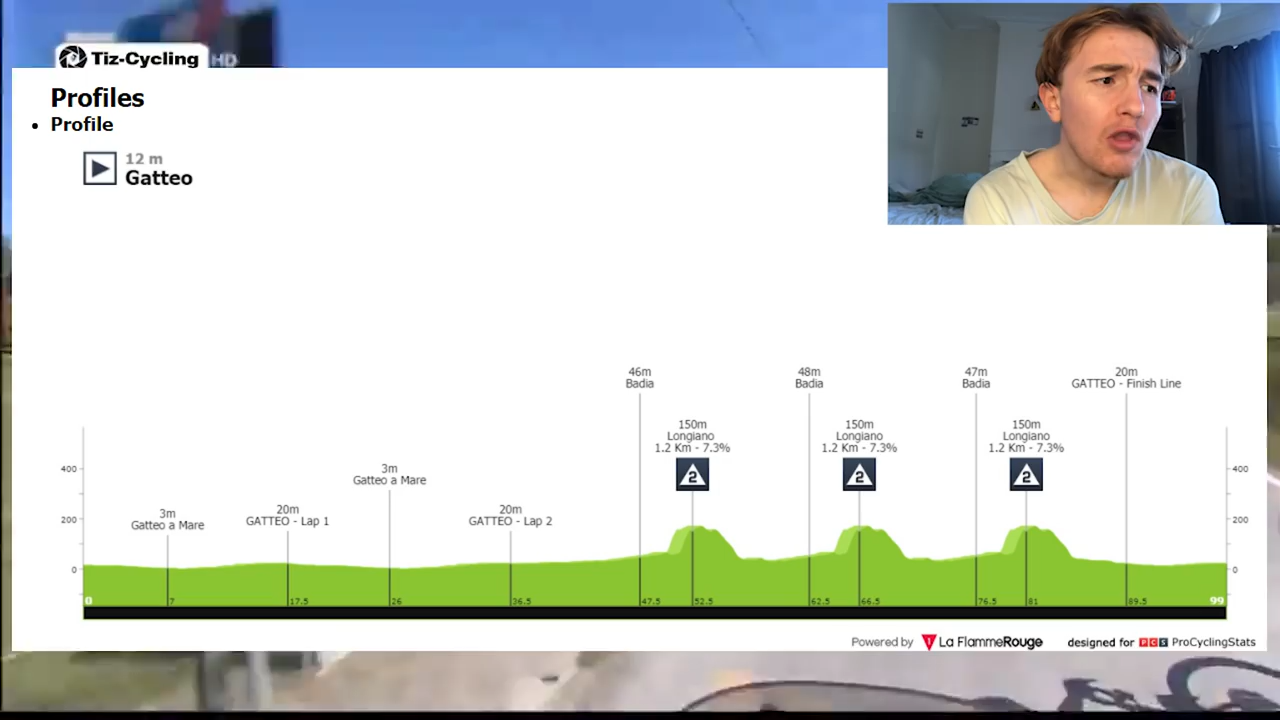 Tiz-Cycling HD
Profiles
• Profile
12 m
Gatteo
46m
Badia
48m
Badia
47m
Badia
20m
GATTEO - Finish Line
150m
Longiano
1.2 Km - 7.3%
150m
Longiano
1.2 Km - 7.3%
150m
Longiano
1.2 Km - 7.3%
3m
Gatteo a Mare
20m
GATTEO - Lap 1
3m
Gatteo a Mare
20m
GATTEO - Lap 2
2
2
2
400
200
0
400
200
0
0 7 17.5 26 36.5 47.5 52.5 62.5 66.5 76.5 81 89.5 99
Powered by La FlammeRouge designed for PCS ProCyclingStats